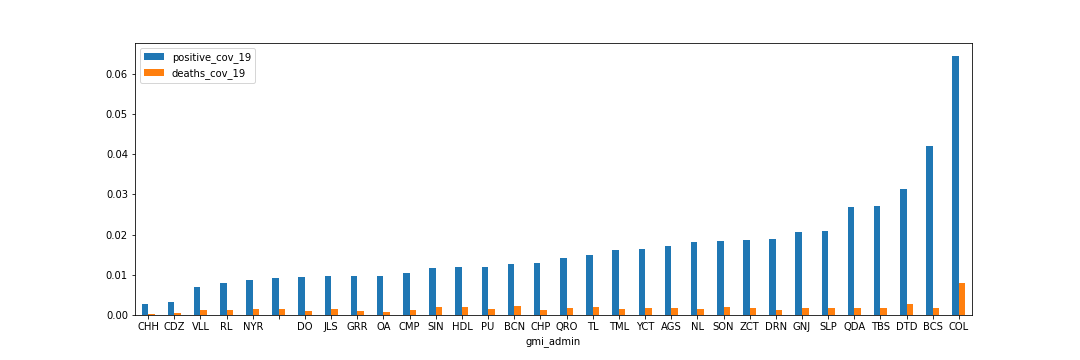 positive_cov_19
deaths_cov_19
0.06
0.05
0.04
0.03
0.02
0.01
0.00
CHH CDZ VLL RL NYR DO JLS GRR OA CMP SIN HDL PU BCN CHP QRO TL TML YCT AGS NL SON ZCT DRN GNJ SLP QDA TBS DTD BCS COL
gmi_admin